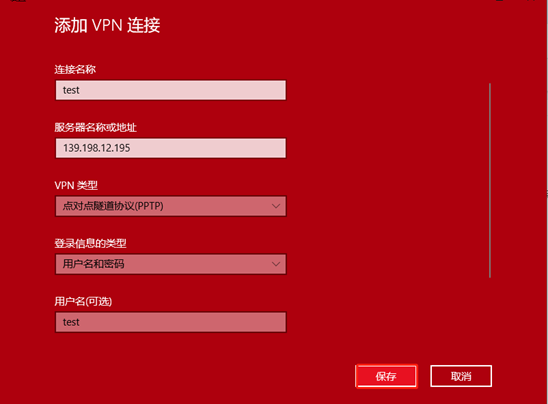 添加 VPN 连接
连接名称
test
服务器名称或地址
139.198.12.195
VPN 类型
点对点隧道协议(PPTP)
登录信息的类型
用户名和密码
用户名(可选)
test
保存
取消